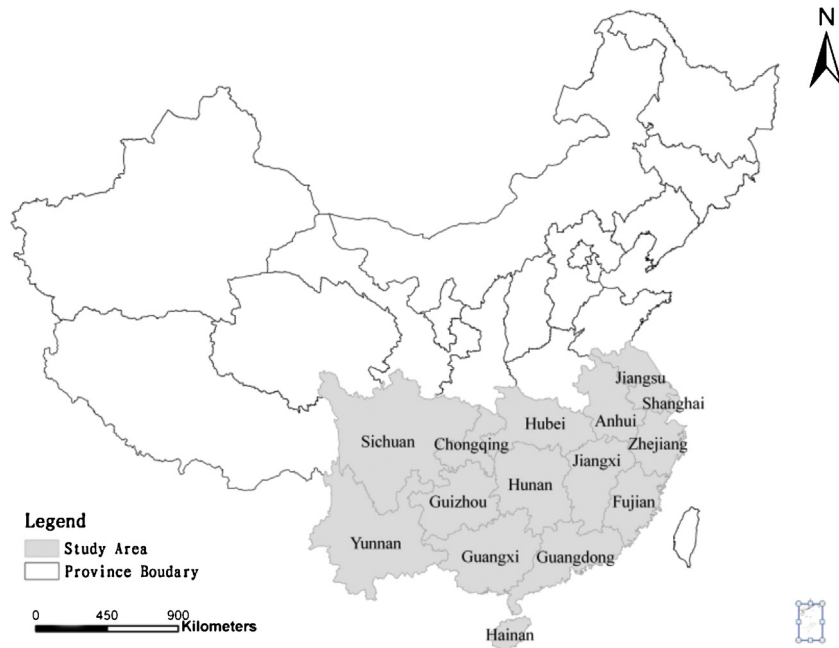 N
Jiangsu
Shanghai
Anhui
Hubei
Zhejiang
Sichuan
Chongqing
Jiangxi
Hunan
Guizhou
Fujian
Legend
Study Area
Yunnan
Guangxi
Guangdong
Province Boudary
0 450 900
Kilometers
Hainan